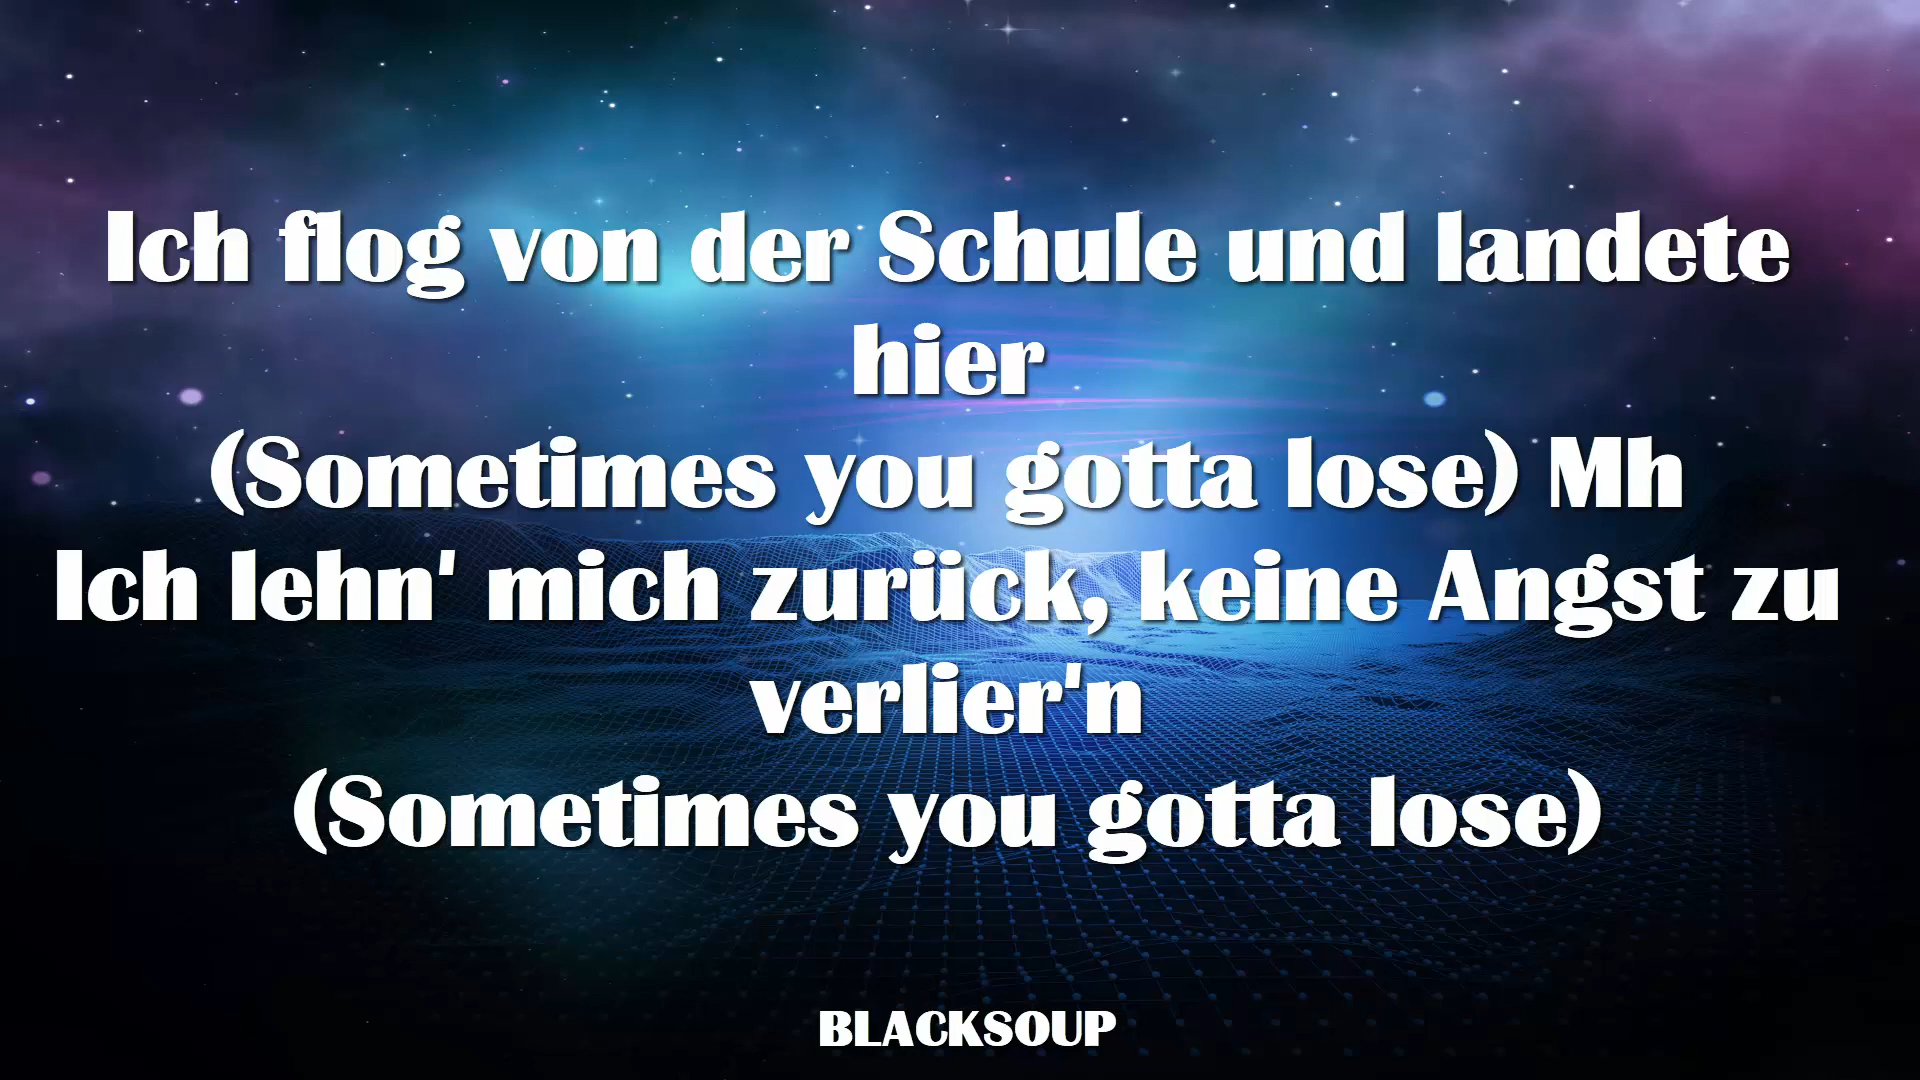 Ich flog von der Schule und landete
hier
(Sometimes you gotta lose) Mh
Ich lehn' mich zurück, keine Angst zu
verlier'n
(Sometimes you gotta lose)
BLACKSOUP